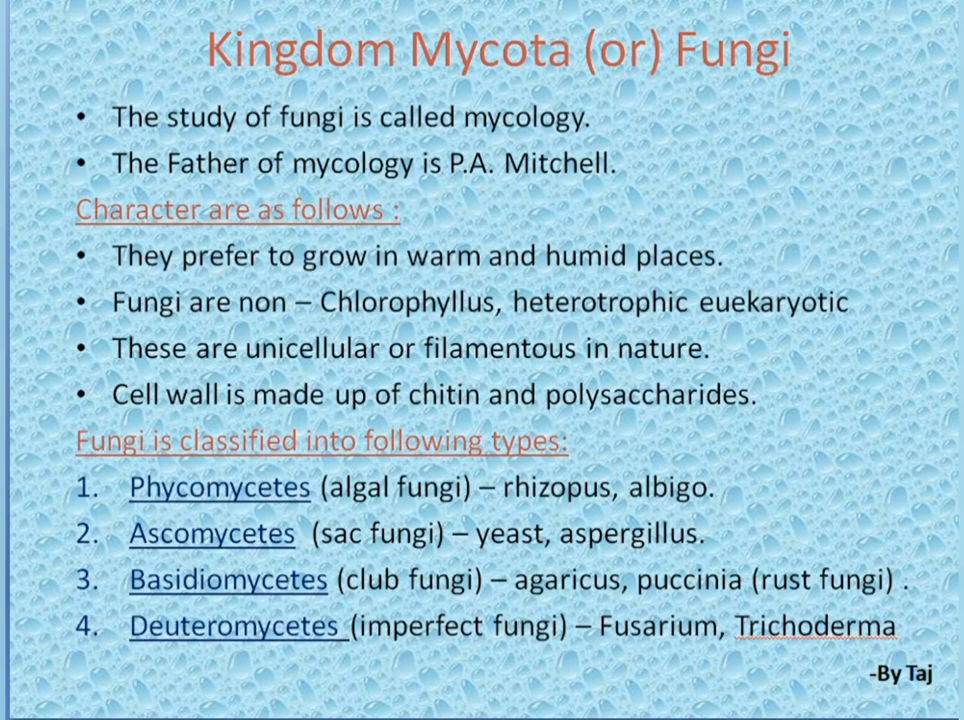 Kingdom Mycota (or) Fungi
• The study of fungi is called mycology.
• The Father of mycology is P.A. Mitchell.
Character are as follows :
• They prefer to grow in warm and humid places.
• Fungi are non – Chlorophyllus, heterotrophic euekaryotic
• These are unicellular or filamentous in nature.
• Cell wall is made up of chitin and polysaccharides.
Fungi is classified into following types:
1. Phycomycetes (algal fungi) – rhizopus, albigo.
2. Ascomycetes (sac fungi) – yeast, aspergillus.
3. Basidiomycetes (club fungi) – agaricus, puccinia (rust fungi) .
4. Deuteromycetes (imperfect fungi) – Fusarium, Trichoderma
-By Taj